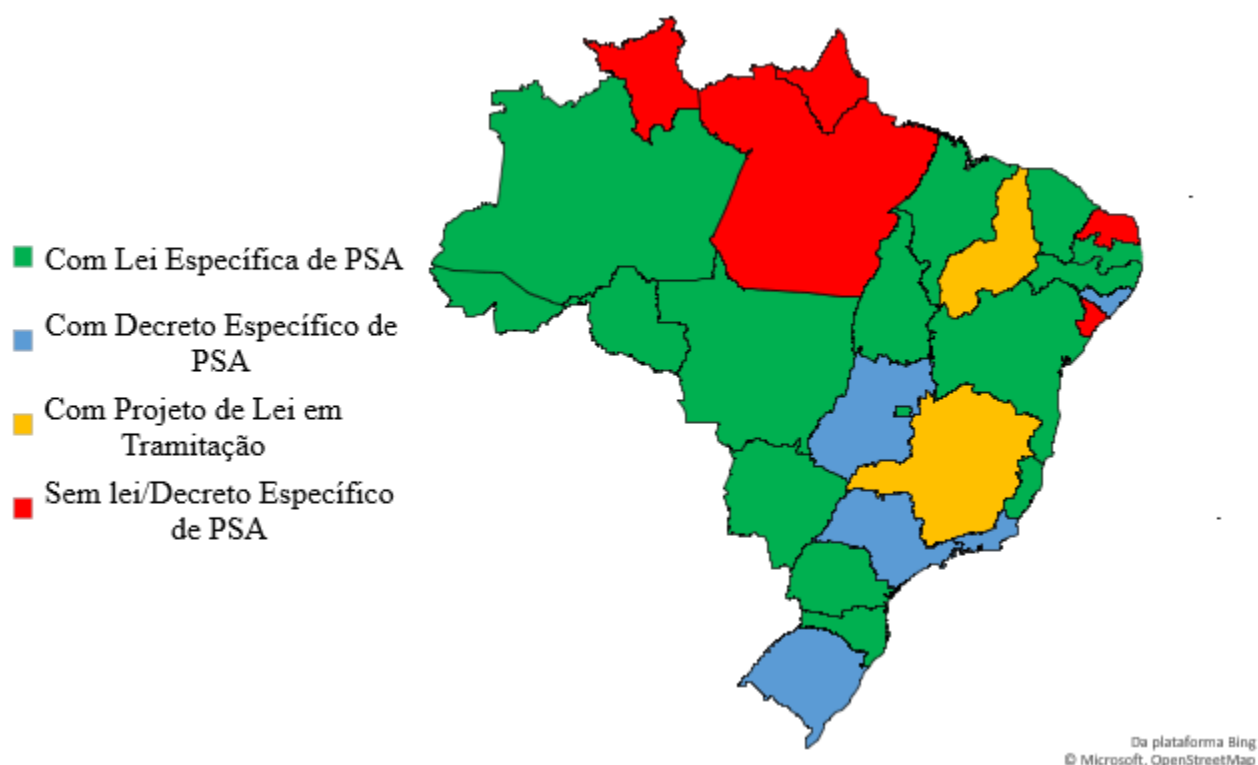 Com Lei Específica de PSA
Com Decreto Específico de
PSA
Com Projeto de Lei em
Tramitação
Sem lei/Decreto Específico
de PSA
Da plataforma Bing
© Microsoft, OpenStreetMap